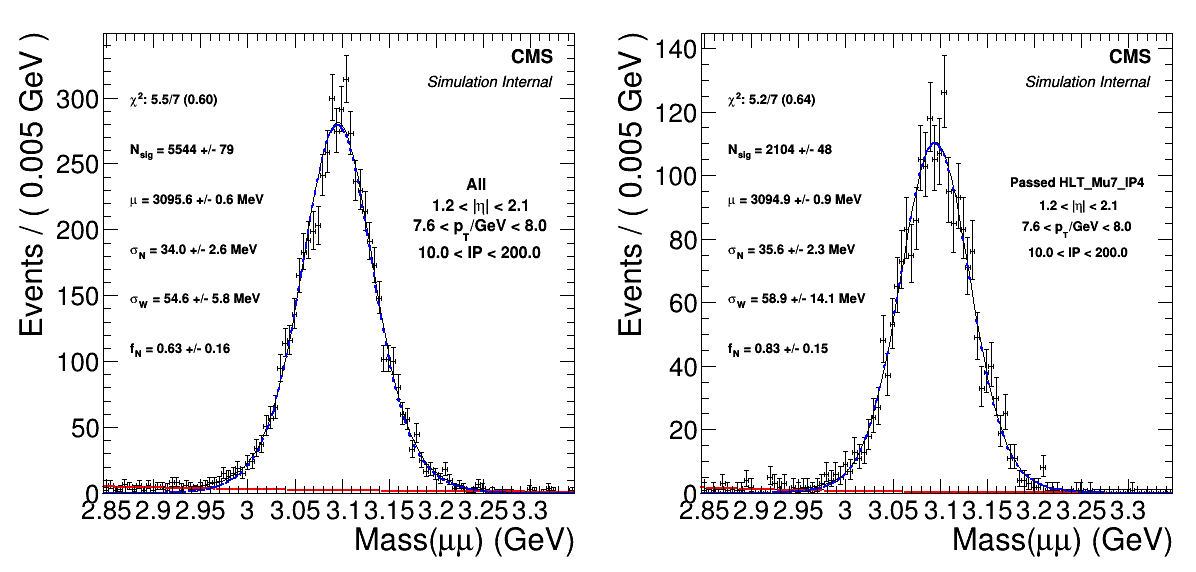 Events / ( 0.005 GeV )
300
250
200
150
100
50
0
CMS
Simulation Internal
χ²: 5.5/7 (0.60)
N_sig = 5544 +/- 79
μ = 3095.6 +/- 0.6 MeV
σ_N = 34.0 +/- 2.6 MeV
σ_W = 54.6 +/- 5.8 MeV
f_N = 0.63 +/- 0.16
All
1.2 < |η| < 2.1
7.6 < p_T/GeV < 8.0
10.0 < IP < 200.0
2.85 2.9 2.95 3 3.05 3.1 3.15 3.2 3.25 3.3
Mass(μμ) (GeV)
Events / ( 0.005 GeV )
140
120
100
80
60
40
20
0
CMS
Simulation Internal
χ²: 5.2/7 (0.64)
N_sig = 2104 +/- 48
μ = 3094.9 +/- 0.9 MeV
σ_N = 35.6 +/- 2.3 MeV
σ_W = 58.9 +/- 14.1 MeV
f_N = 0.83 +/- 0.15
Passed HLT_Mu7_IP4
1.2 < |η| < 2.1
7.6 < p_T/GeV < 8.0
10.0 < IP < 200.0
2.85 2.9 2.95 3 3.05 3.1 3.15 3.2 3.25 3.3
Mass(μμ) (GeV)